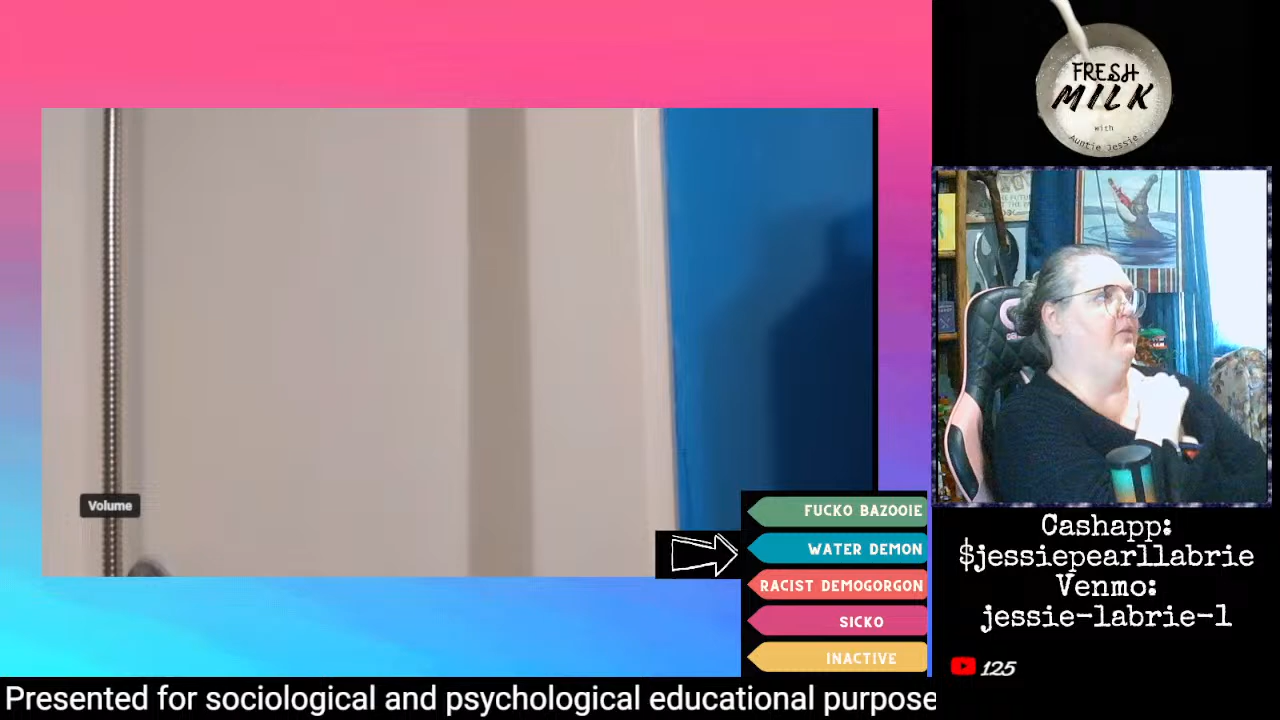 FRESH
MILK
with
Auntie Jessie
Volume
FUCKO BAZOOIE
WATER DEMON
RACIST DEMOGORGON
SICKO
INACTIVE
Cashapp:
$jessiepearllabrie
Venmo:
jessie-labrie-1
125
Presented for sociological and psychological educational purpose